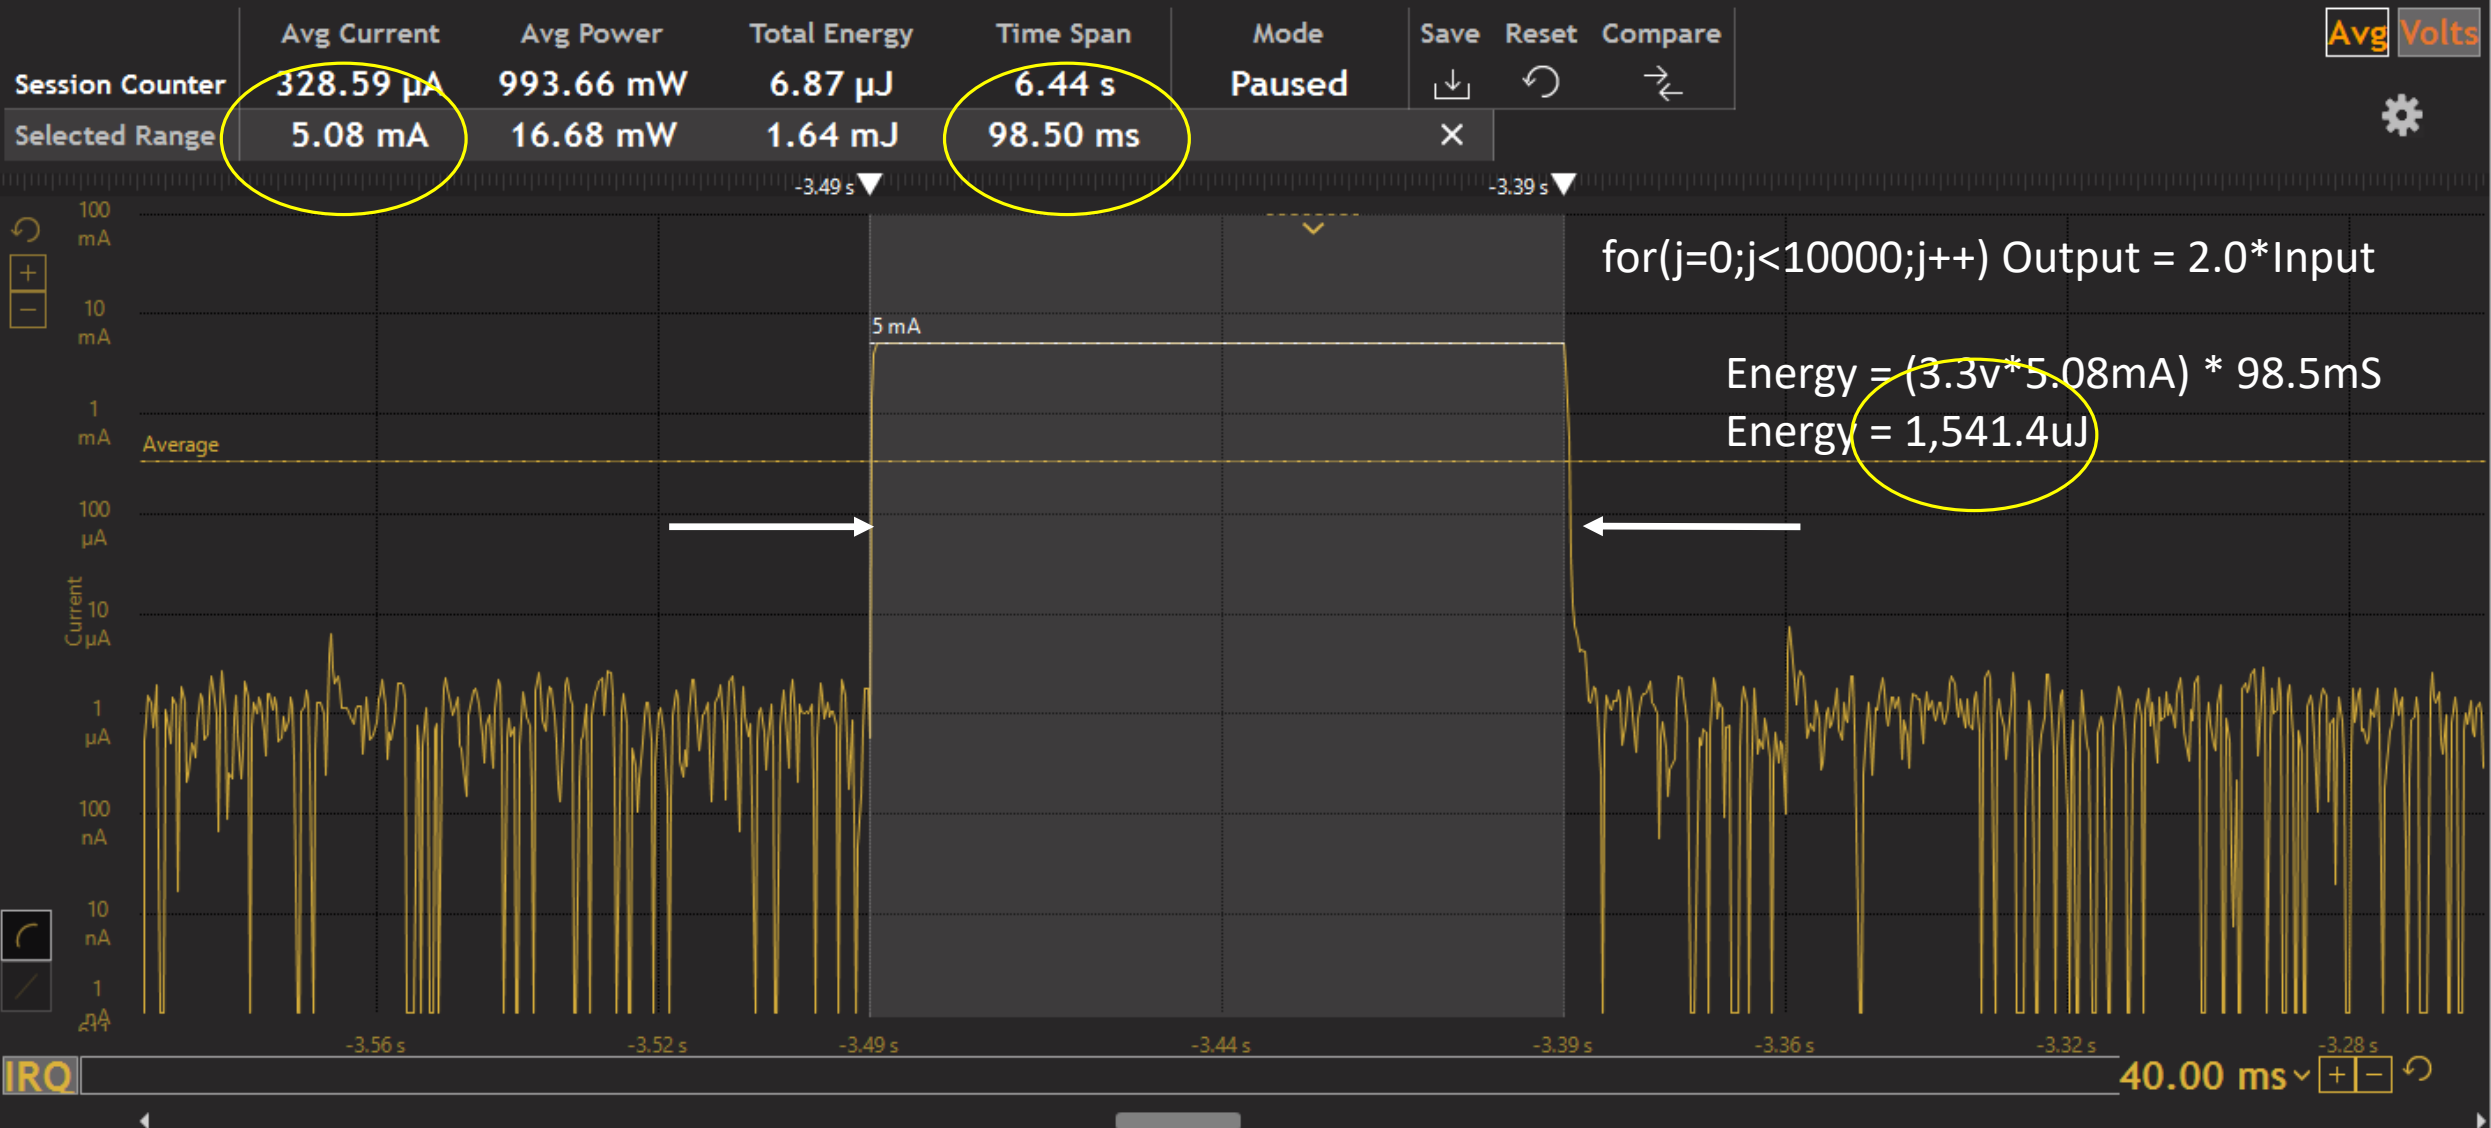 Avg Current Avg Power Total Energy Time Span Mode Save Reset Compare
Avg Volts
Session Counter 328.59 µA 993.66 mW 6.87 µJ 6.44 s Paused
Selected Range 5.08 mA 16.68 mW 1.64 mJ 98.50 ms
-3.49 s -3.39 s
100
mA
for(j=0;j<10000;j++) Output = 2.0*Input
10
mA
5 mA
Energy = (3.3v*5.08mA) * 98.5mS
Energy = 1,541.4uJ
1
mA
Average
100
µA
Current
10
µA
1
µA
100
nA
10
nA
1
nA
-3.56 s -3.52 s -3.49 s -3.44 s -3.39 s -3.36 s -3.32 s -3.28 s
IRQ
40.00 ms